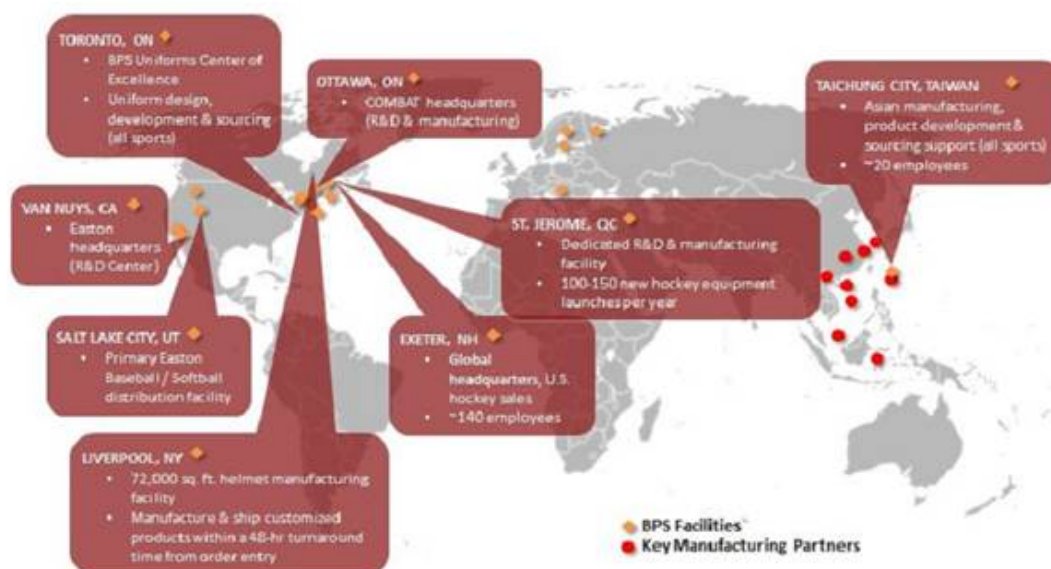 TORONTO, ON
• BPS Uniforms Center of
Excellence
• Uniform design,
development & sourcing
(all sports)
OTTAWA, ON
• COMBAT headquarters
(R&D & manufacturing)
TAICHUNG CITY, TAIWAN
• Asian manufacturing,
product development &
sourcing support (all sports)
• ~20 employees
VAN NUYS, CA
• Easton
headquarters
(R&D Center)
ST. JEROME, QC
• Dedicated R&D & manufacturing
facility
• 100-150 new hockey equipment
launches per year
SALT LAKE CITY, UT
• Primary Easton
Baseball / Softball
distribution facility
EXETER, NH
• Global
headquarters, U.S.
hockey sales
• ~140 employees
LIVERPOOL, NY
• 72,000 sq. ft. helmet manufacturing
facility
• Manufacture & ship customized
products within a 48-hr turnaround
time from order entry
BPS Facilities
Key Manufacturing Partners